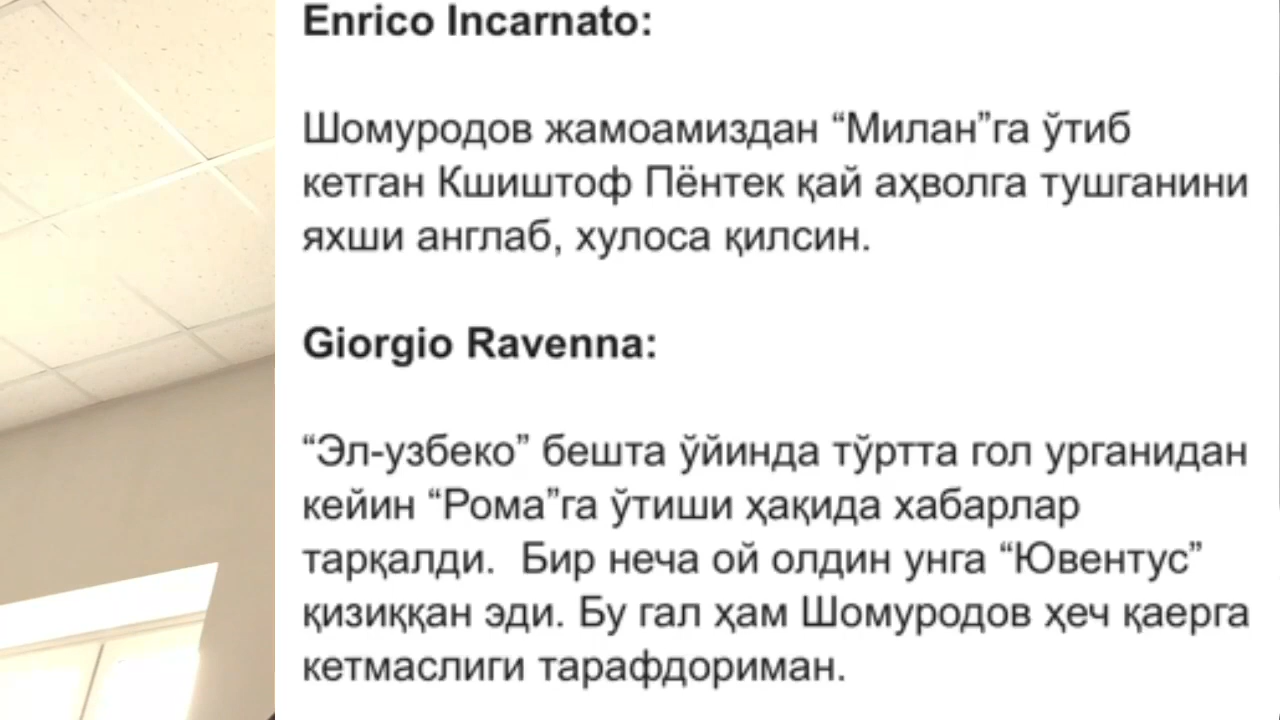 Enrico Incarnato:
Шомуродов жамоамиздан “Милан”га ўтиб
кетган Кшиштоф Пёнтек қай аҳволга тушганини
яхши англаб, хулоса қилсин.
Giorgio Ravenna:
“Эл-узбеко” бешта ўйинда тўртта гол урганидан
кейин “Рома”га ўтиши ҳақида хабарлар
тарқалди.  Бир неча ой олдин унга “Ювентус”
қизиққан эди. Бу гал ҳам Шомуродов ҳеч қаерга
кетмаслиги тарафдориман.